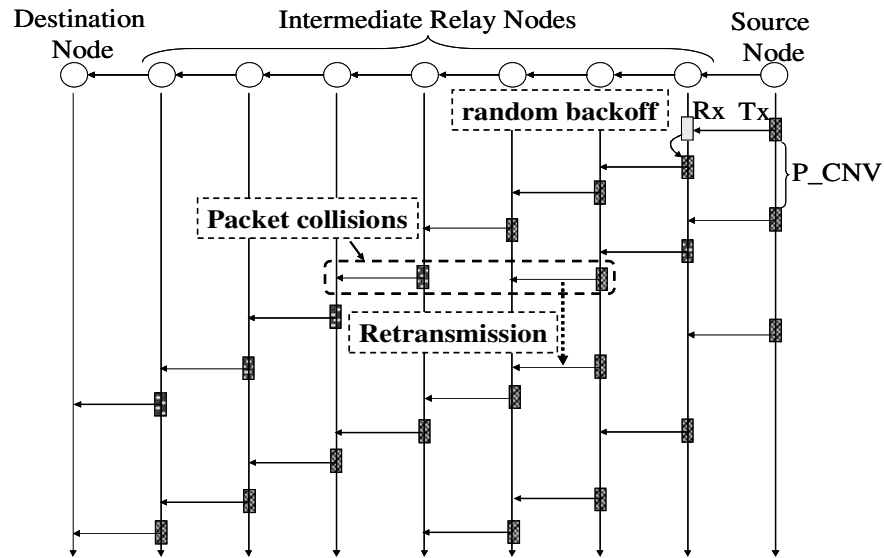 Destination
Node
Intermediate Relay Nodes
Source
Node
random backoff
Rx
Tx
P_CNV
Packet collisions
Retransmission